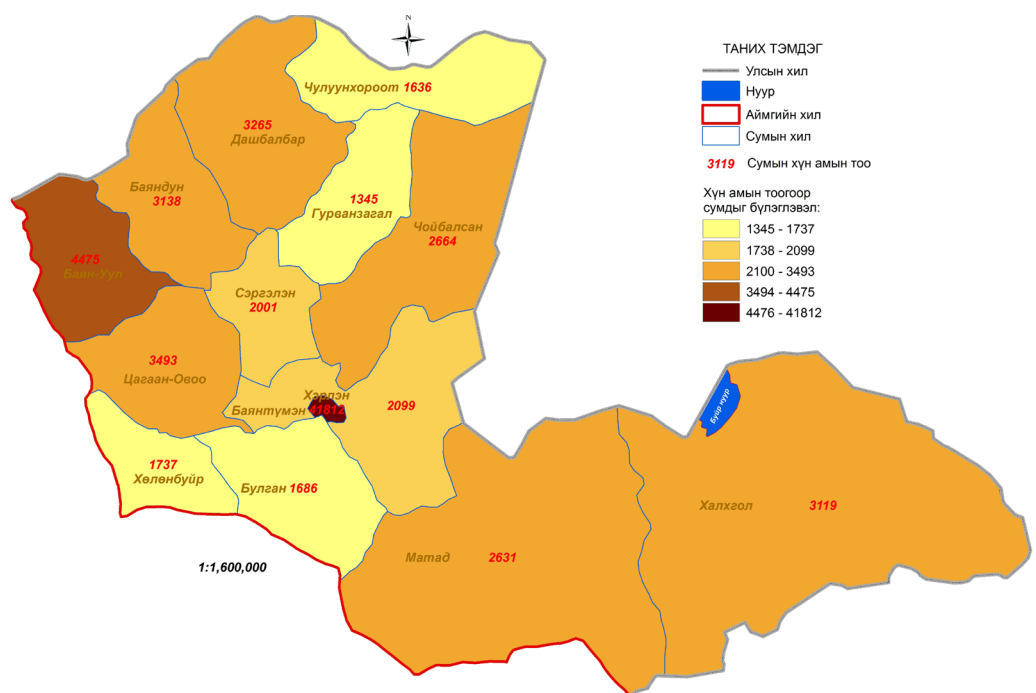 N
Чулуунхороот 1636
3265
Дашбалбар
Баяндун
3138
1345
Гурванзагал
Чойбалсан
2664
4475
Баян-Уул
Сэргэлэн
2001
3493
Цагаан-Овоо
Хэрлэн
41812
Баянтүмэн
2099
1737
Хөлөнбуйр
Булган 1686
Матад 2631
Халхгол 3119
Буйр нуур
1:1,600,000
ТАНИХ ТЭМДЭГ
Улсын хил
Нуур
Аймгийн хил
Сумын хил
3119 Сумын хүн амын тоо
Хүн амын тоогоор
сумдыг бүлэглэвэл:
1345 - 1737
1738 - 2099
2100 - 3493
3494 - 4475
4476 - 41812